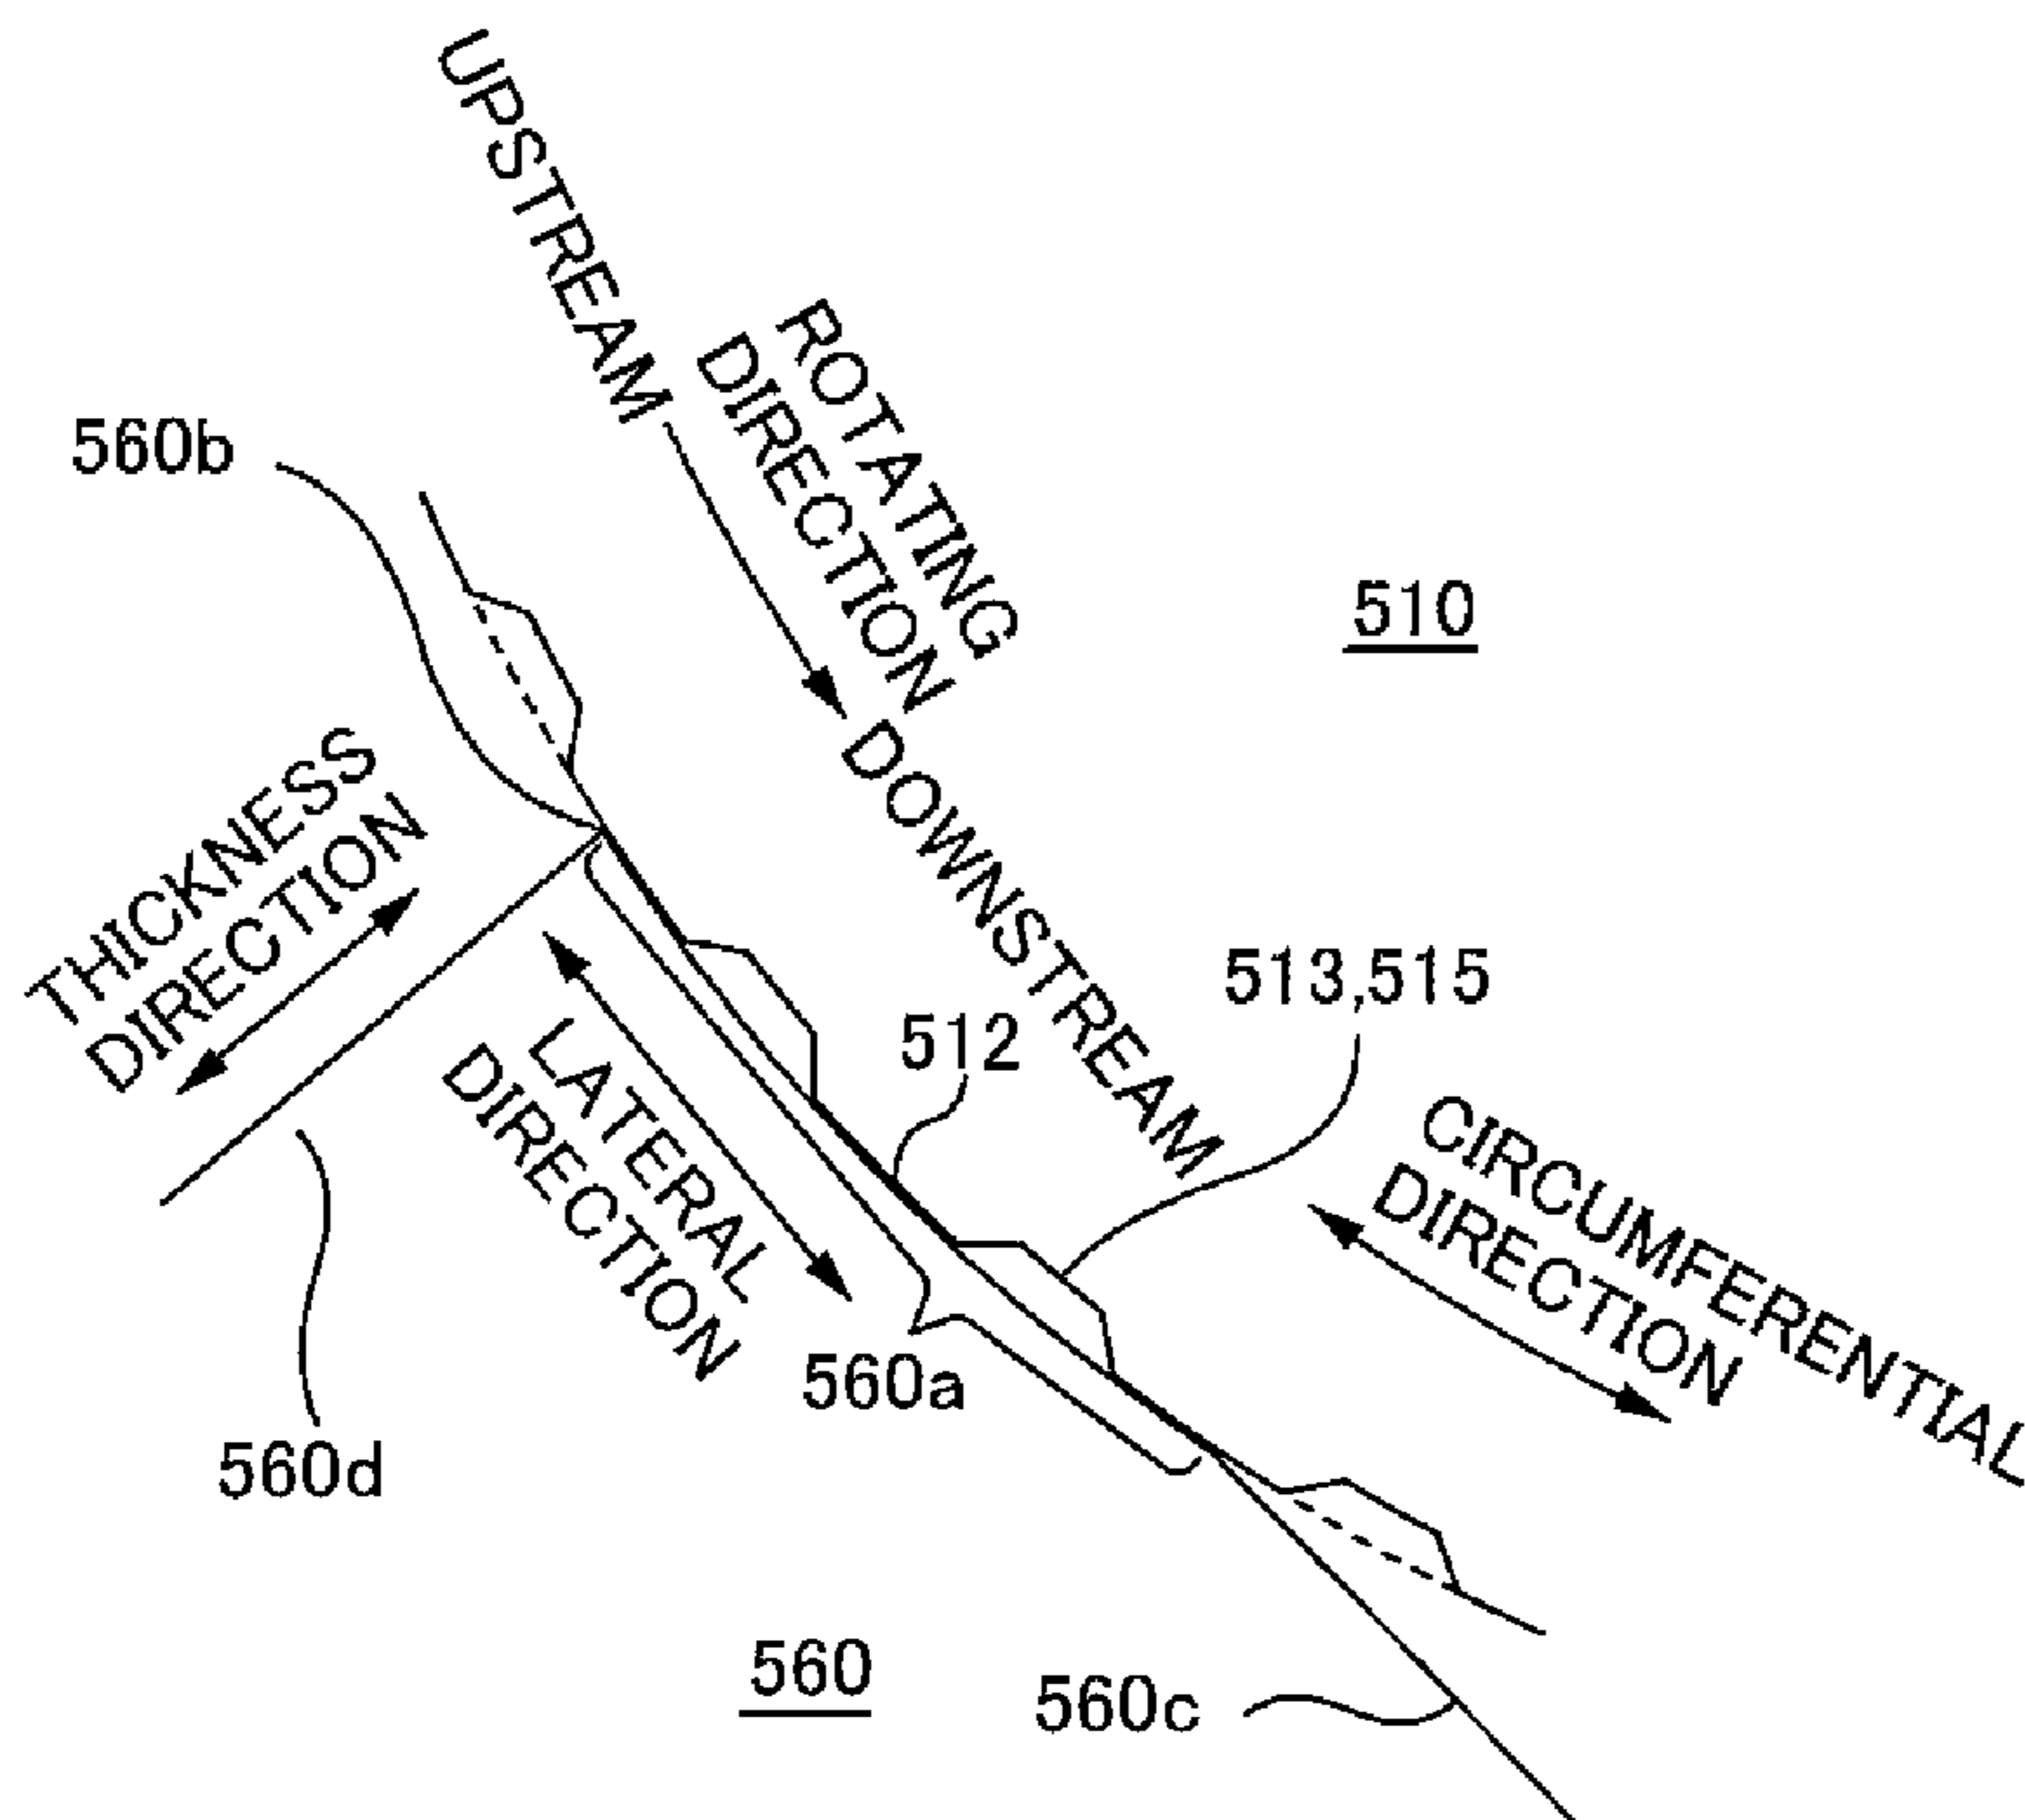 UPSTREAM
ROTATING
DIRECTION
DOWNSTREAM
560b
510
THICKNESS
DIRECTION
LATERAL
DIRECTION
512
513,515
CIRCUMFERENTIAL
DIRECTION
560a
560d
560
560c